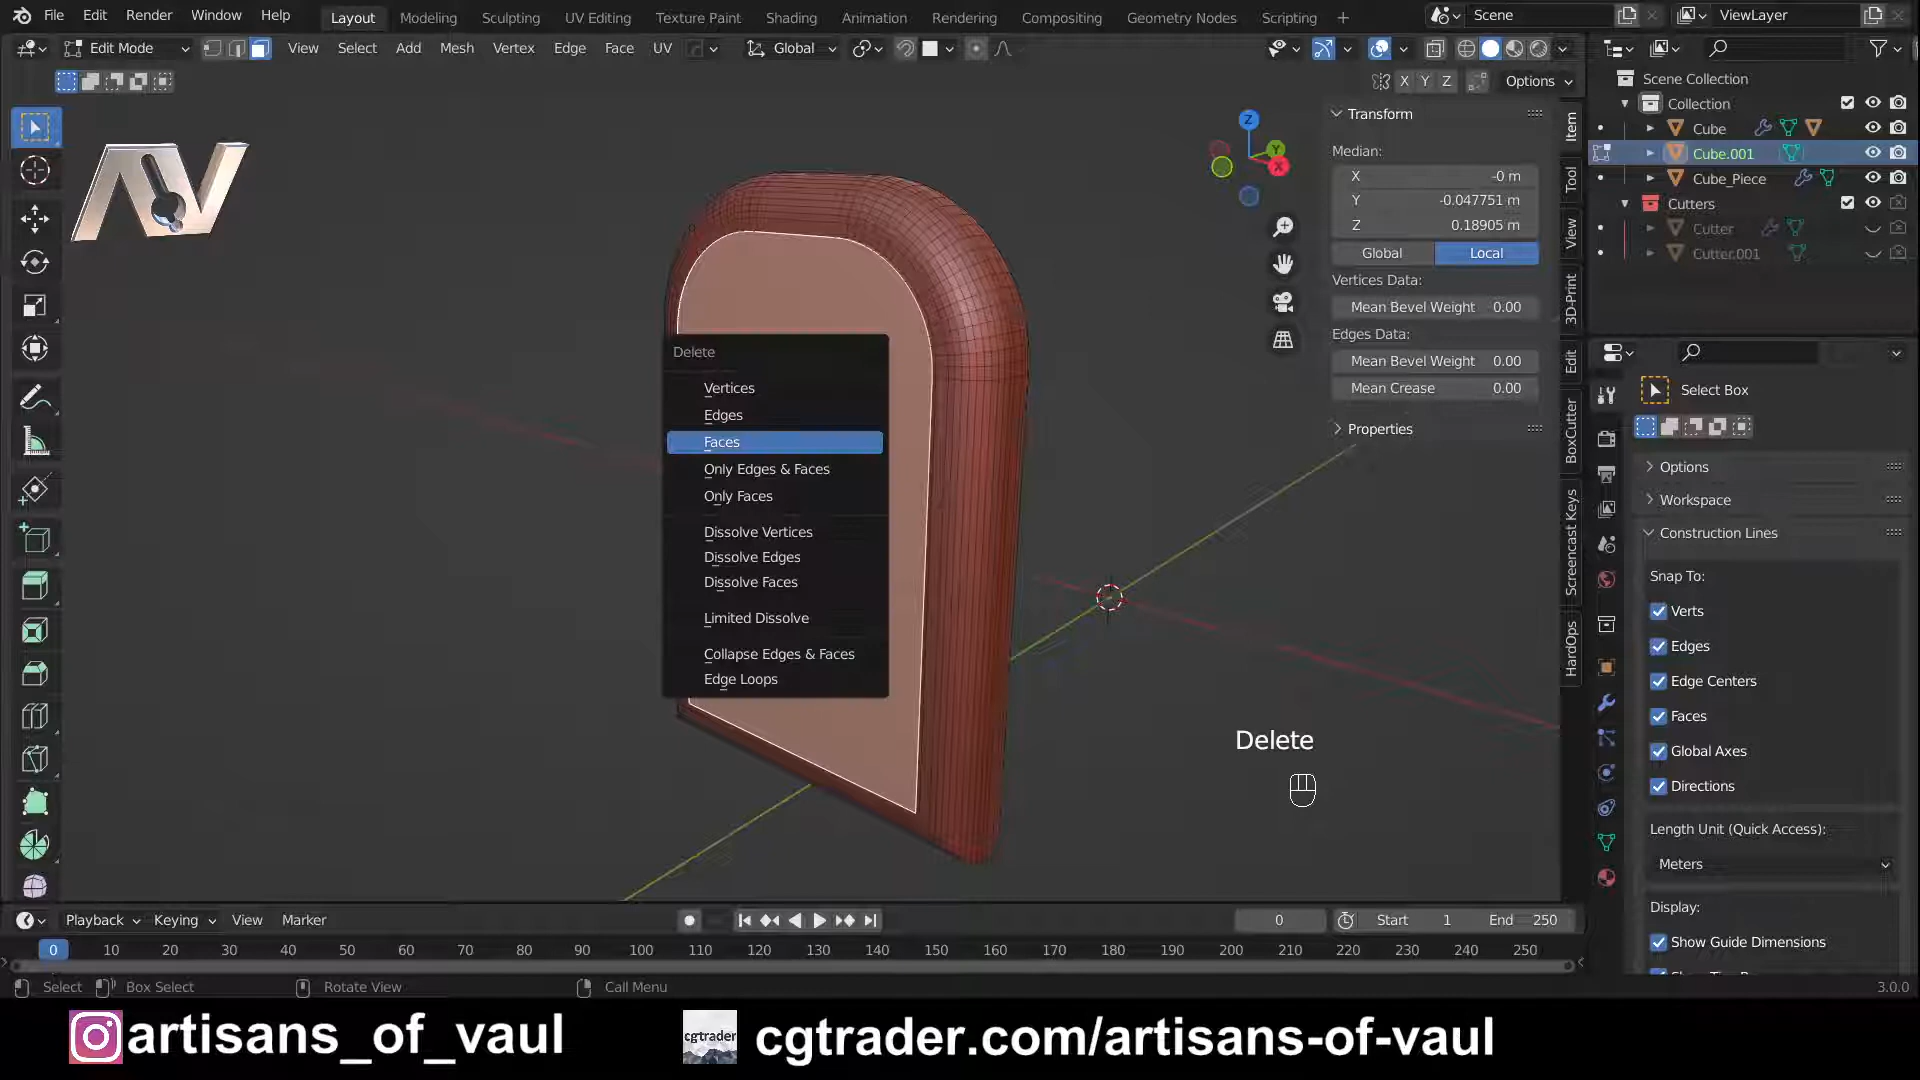 File Edit Render Window Help Layout Modeling Sculpting UV Editing Texture Paint Shading Animation Rendering Compositing Geometry Nodes Scripting + Scene ViewLayer
Edit Mode View Select Add Mesh Vertex Edge Face UV Global
X Y Z Options
Scene Collection
Collection
Cube
Cube.001
Cube_Piece
Cutters
Cutter
Cutter.001
Z
Y
X
Transform
Median:
X -0 m
Y -0.047751 m
Z 0.18905 m
Global Local
Vertices Data:
Mean Bevel Weight 0.00
Edges Data:
Mean Bevel Weight 0.00
Mean Crease 0.00
Properties
Item
Tool
View
3D-Print
Edit
BoxCutter
Screencast Keys
HardOps
Delete
Vertices
Edges
Faces
Only Edges & Faces
Only Faces
Dissolve Vertices
Dissolve Edges
Dissolve Faces
Limited Dissolve
Collapse Edges & Faces
Edge Loops
Delete
Select Box
Options
Workspace
Construction Lines
Snap To:
Verts
Edges
Edge Centers
Faces
Global Axes
Directions
Length Unit (Quick Access):
Meters
Display:
Show Guide Dimensions
Playback Keying View Marker 0 Start 1 End 250
0 10 20 30 40 50 60 70 80 90 100 110 120 130 140 150 160 170 180 190 200 210 220 230 240 250
Select Box Select Rotate View Call Menu 3.0.0
artisans_of_vaul cgtrader cgtrader.com/artisans-of-vaul